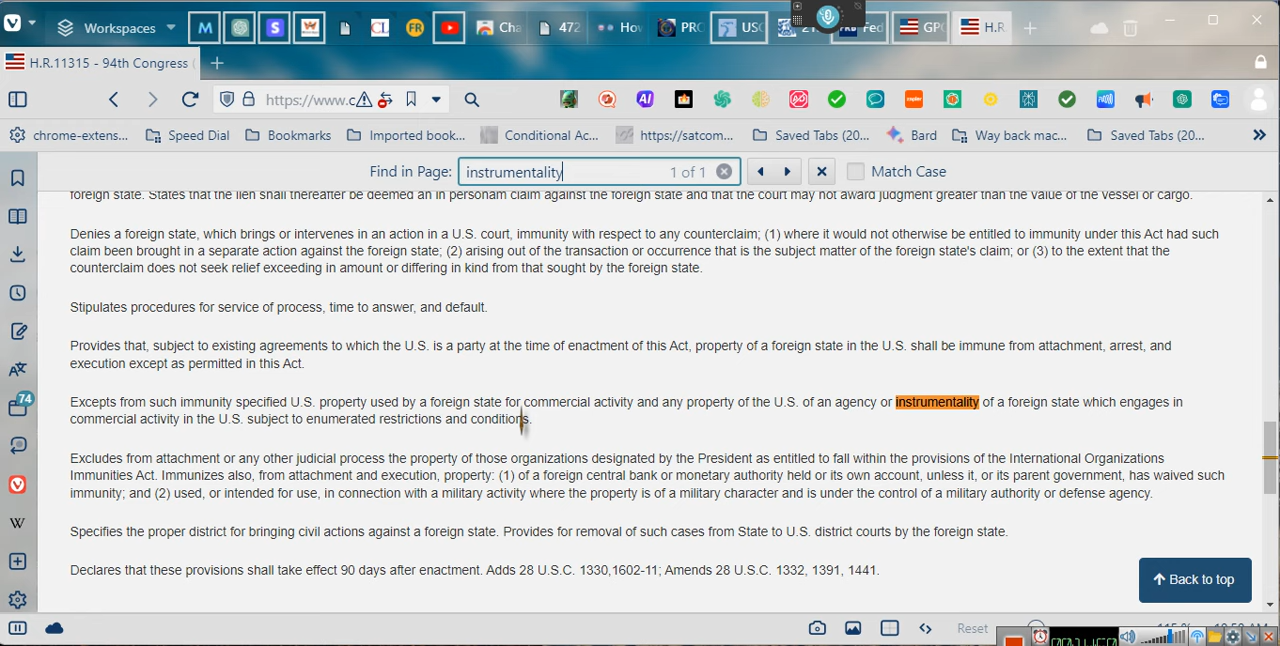 Workspaces
M
S
CL
FR
Cha
472
Hov
PRC
USC
Fed
GPC
H.R.
H.R.11315 - 94th Congress
https://www.c
AI
chrome-extens...
Speed Dial
Bookmarks
Imported book...
Conditional Ac...
https://satcom...
Saved Tabs (20...
Bard
Way back mac...
Saved Tabs (20...
Find in Page:
instrumentality
1 of 1
Match Case
foreign state. States that the lien shall thereafter be deemed an in personam claim against the foreign state and that the court may not award judgment greater than the value of the vessel or cargo.
Denies a foreign state, which brings or intervenes in an action in a U.S. court, immunity with respect to any counterclaim; (1) where it would not otherwise be entitled to immunity under this Act had such
claim been brought in a separate action against the foreign state; (2) arising out of the transaction or occurrence that is the subject matter of the foreign state's claim; or (3) to the extent that the
counterclaim does not seek relief exceeding in amount or differing in kind from that sought by the foreign state.
Stipulates procedures for service of process, time to answer, and default.
Provides that, subject to existing agreements to which the U.S. is a party at the time of enactment of this Act, property of a foreign state in the U.S. shall be immune from attachment, arrest, and
execution except as permitted in this Act.
Excepts from such immunity specified U.S. property used by a foreign state for commercial activity and any property of the U.S. of an agency or instrumentality of a foreign state which engages in
commercial activity in the U.S. subject to enumerated restrictions and conditions.
Excludes from attachment or any other judicial process the property of those organizations designated by the President as entitled to fall within the provisions of the International Organizations
Immunities Act. Immunizes also, from attachment and execution, property: (1) of a foreign central bank or monetary authority held or its own account, unless it, or its parent government, has waived such
immunity; and (2) used, or intended for use, in connection with a military activity where the property is of a military character and is under the control of a military authority or defense agency.
Specifies the proper district for bringing civil actions against a foreign state. Provides for removal of such cases from State to U.S. district courts by the foreign state.
Declares that these provisions shall take effect 90 days after enactment. Adds 28 U.S.C. 1330,1602-11; Amends 28 U.S.C. 1332, 1391, 1441.
Back to top
74
W
Reset